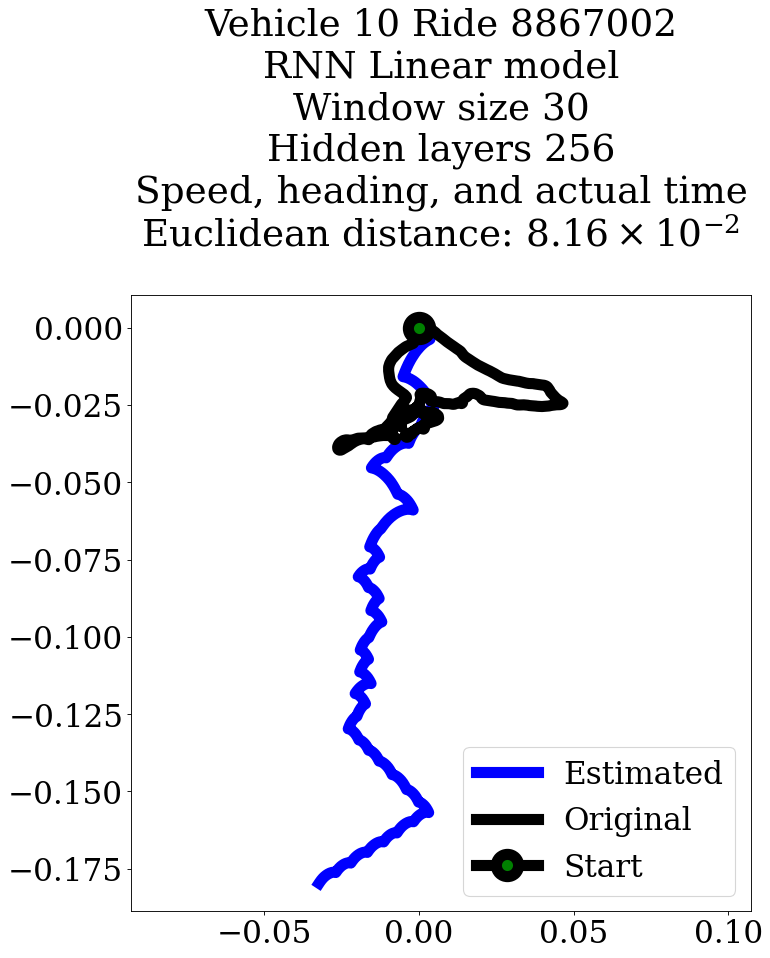 Vehicle 10 Ride 8867002
RNN Linear model
Window size 30
Hidden layers 256
Speed, heading, and actual time
Euclidean distance: 8.16 × 10⁻²
0.000
−0.025
−0.050
−0.075
−0.100
−0.125
−0.150
−0.175
Estimated
Original
Start
−0.05 0.00 0.05 0.10